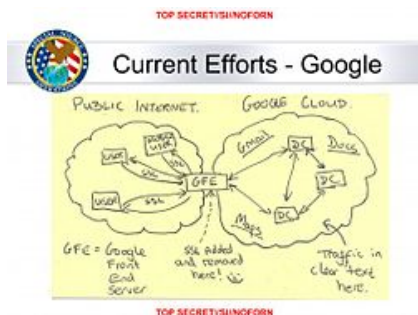 TOP SECRET//SI//NOFORN
Current Efforts - Google
PUBLIC INTERNET.
GOOGLE CLOUD.
USER
MOBILE USER
SSL
SSL
USER
SSL
GFE
GMail
DC
Docs
DC
DC
Maps
GFE = Google
Front
End
Server
SSL Added
and removed
here!
Traffic in
clear text
here.
TOP SECRET//SI//NOFORN